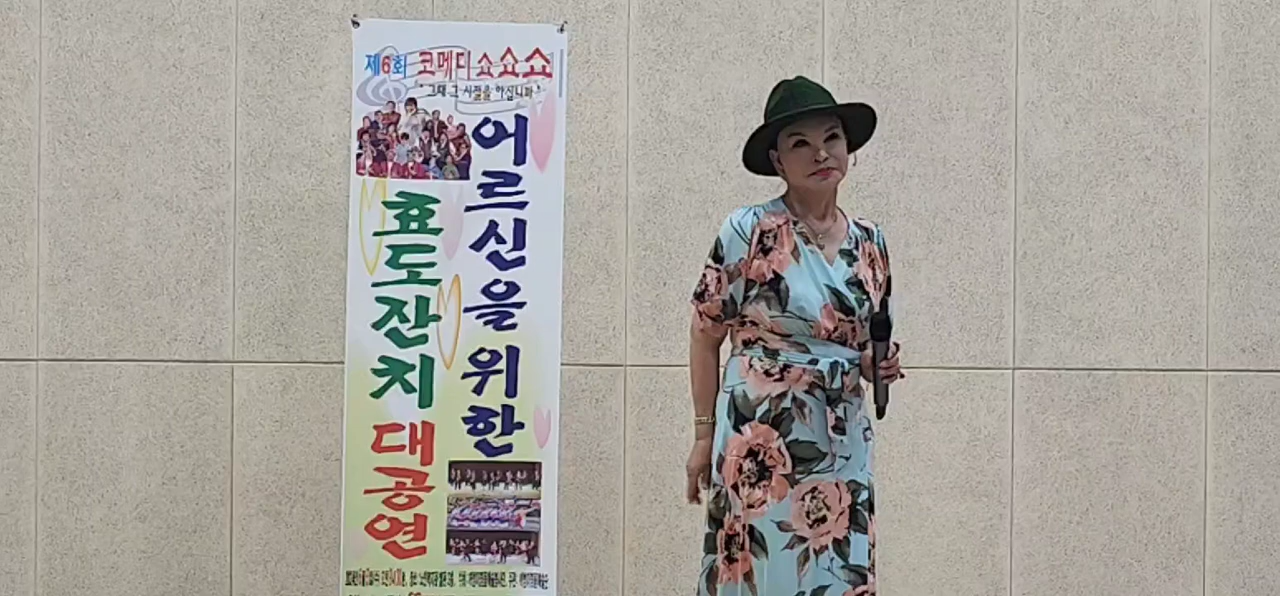 제6회 코메디 쇼쇼쇼
"그때 그 시절을 아십니까"
어르신을 위한
효도잔치 대공연